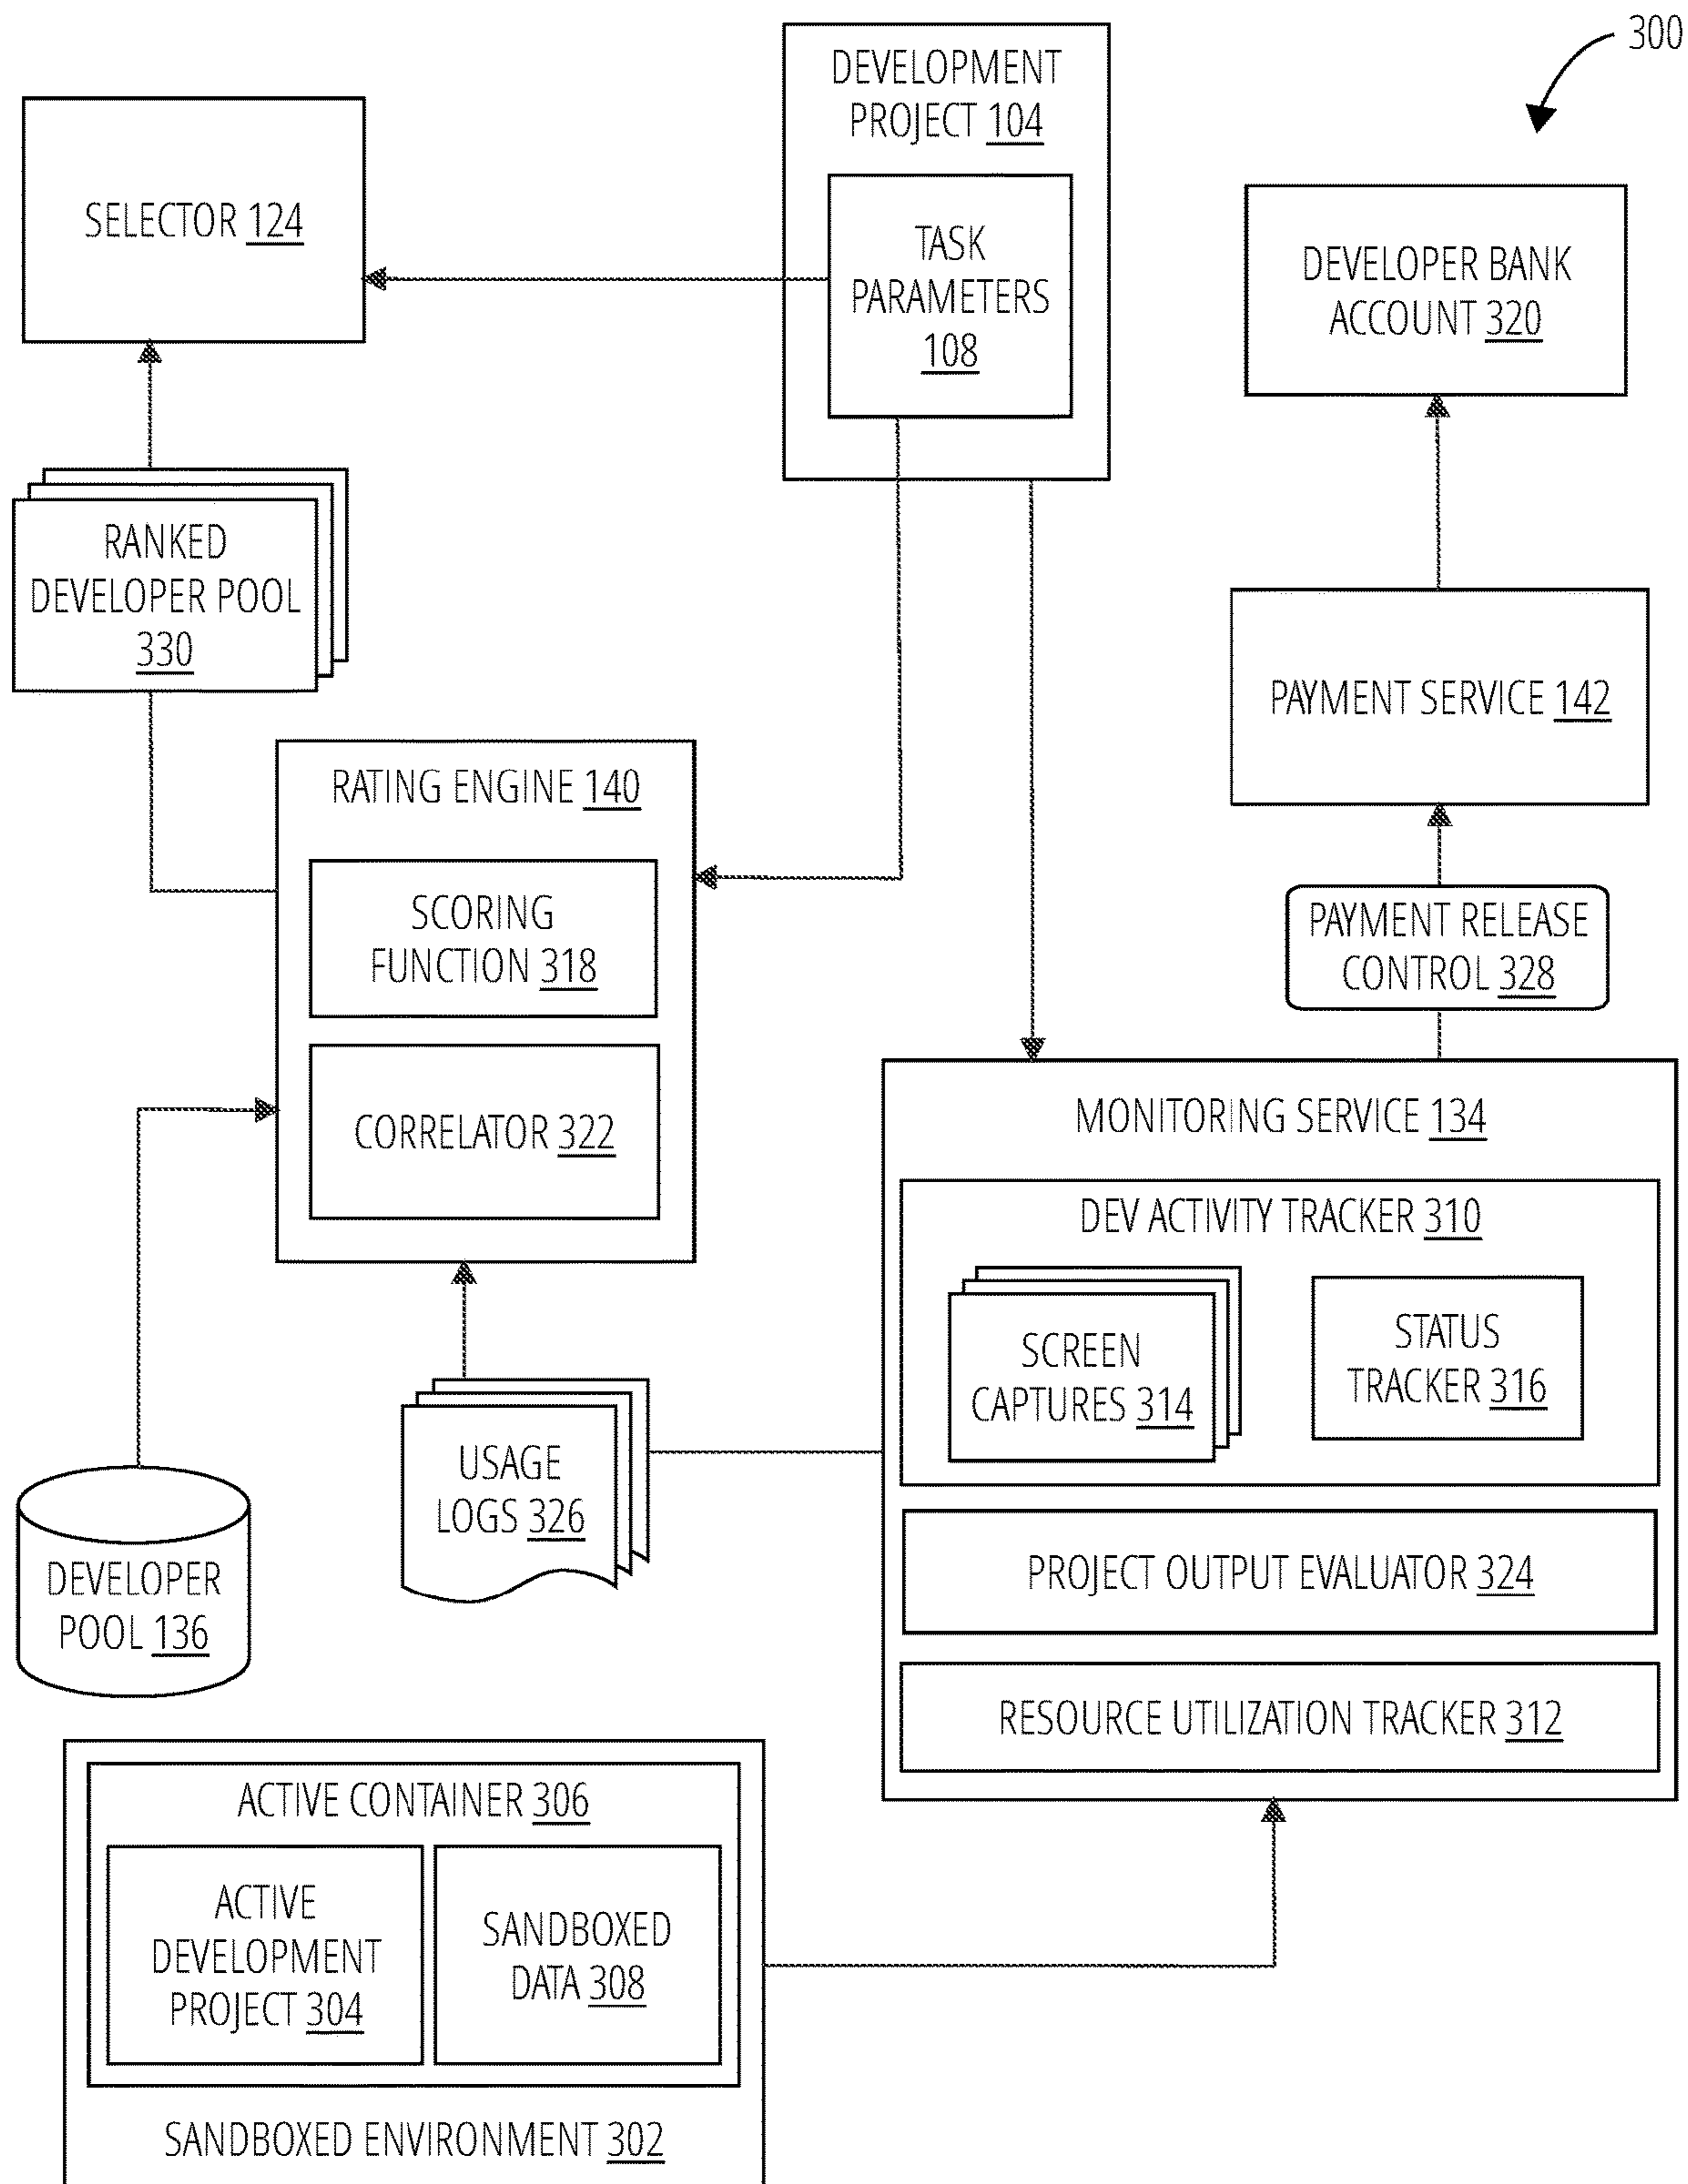 300
DEVELOPMENT
PROJECT 104
SELECTOR 124
TASK
PARAMETERS
108
DEVELOPER BANK
ACCOUNT 320
RANKED
DEVELOPER POOL
330
PAYMENT SERVICE 142
RATING ENGINE 140
SCORING
FUNCTION 318
PAYMENT RELEASE
CONTROL 328
CORRELATOR 322
MONITORING SERVICE 134
DEV ACTIVITY TRACKER 310
SCREEN
CAPTURES 314
STATUS
TRACKER 316
USAGE
LOGS 326
PROJECT OUTPUT EVALUATOR 324
DEVELOPER
POOL 136
RESOURCE UTILIZATION TRACKER 312
ACTIVE CONTAINER 306
ACTIVE
DEVELOPMENT
PROJECT 304
SANDBOXED
DATA 308
SANDBOXED ENVIRONMENT 302